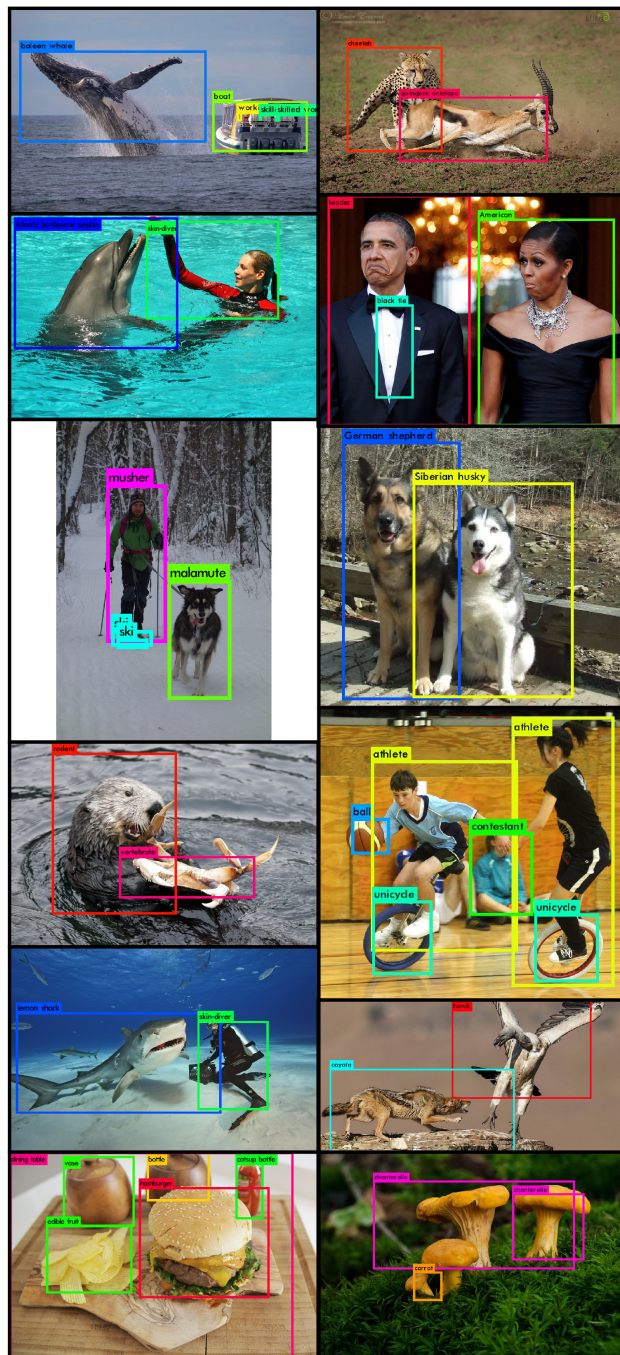 baleen whale
boat
work
skill
skilled wor
cheetah
springbok antelope
skin-diver
leader
American
black tie
musher
malamute
ski
ski
German shepherd
Siberian husky
rodent
vertebrate
athlete
athlete
ball
contestant
unicycle
unicycle
lemon shark
skin-diver
hawk
coyote
dining table
vase
bottle
catsup bottle
hamburger
edible fruit
chanterelle
chanterelle
carrot